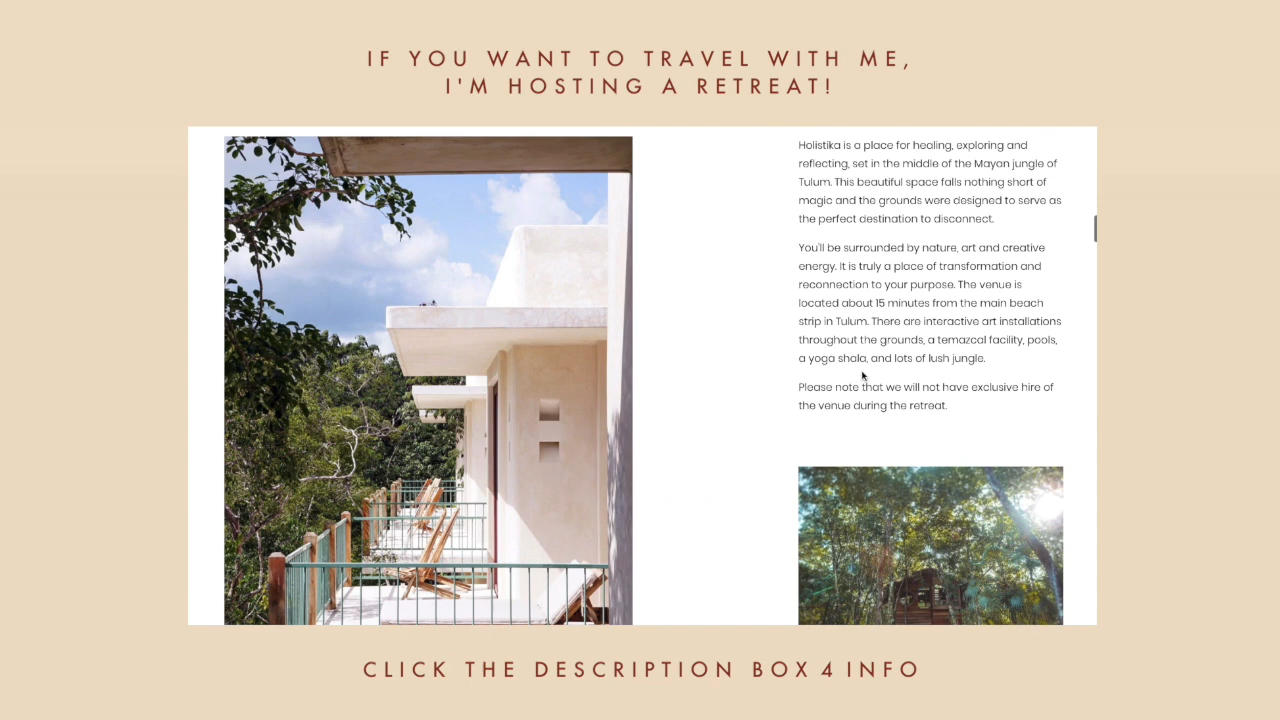 IF YOU WANT TO TRAVEL WITH ME,
I'M HOSTING A RETREAT!
Holistika is a place for healing, exploring and
reflecting, set in the middle of the Mayan jungle of
Tulum. This beautiful space falls nothing short of
magic and the grounds were designed to serve as
the perfect destination to disconnect.
You'll be surrounded by nature, art and creative
energy. It is truly a place of transformation and
reconnection to your purpose. The venue is
located about 15 minutes from the main beach
strip in Tulum. There are interactive art installations
throughout the grounds, a temazcal facility, pools,
a yoga shala, and lots of lush jungle.
Please note that we will not have exclusive hire of
the venue during the retreat.
CLICK THE DESCRIPTION BOX 4 INFO